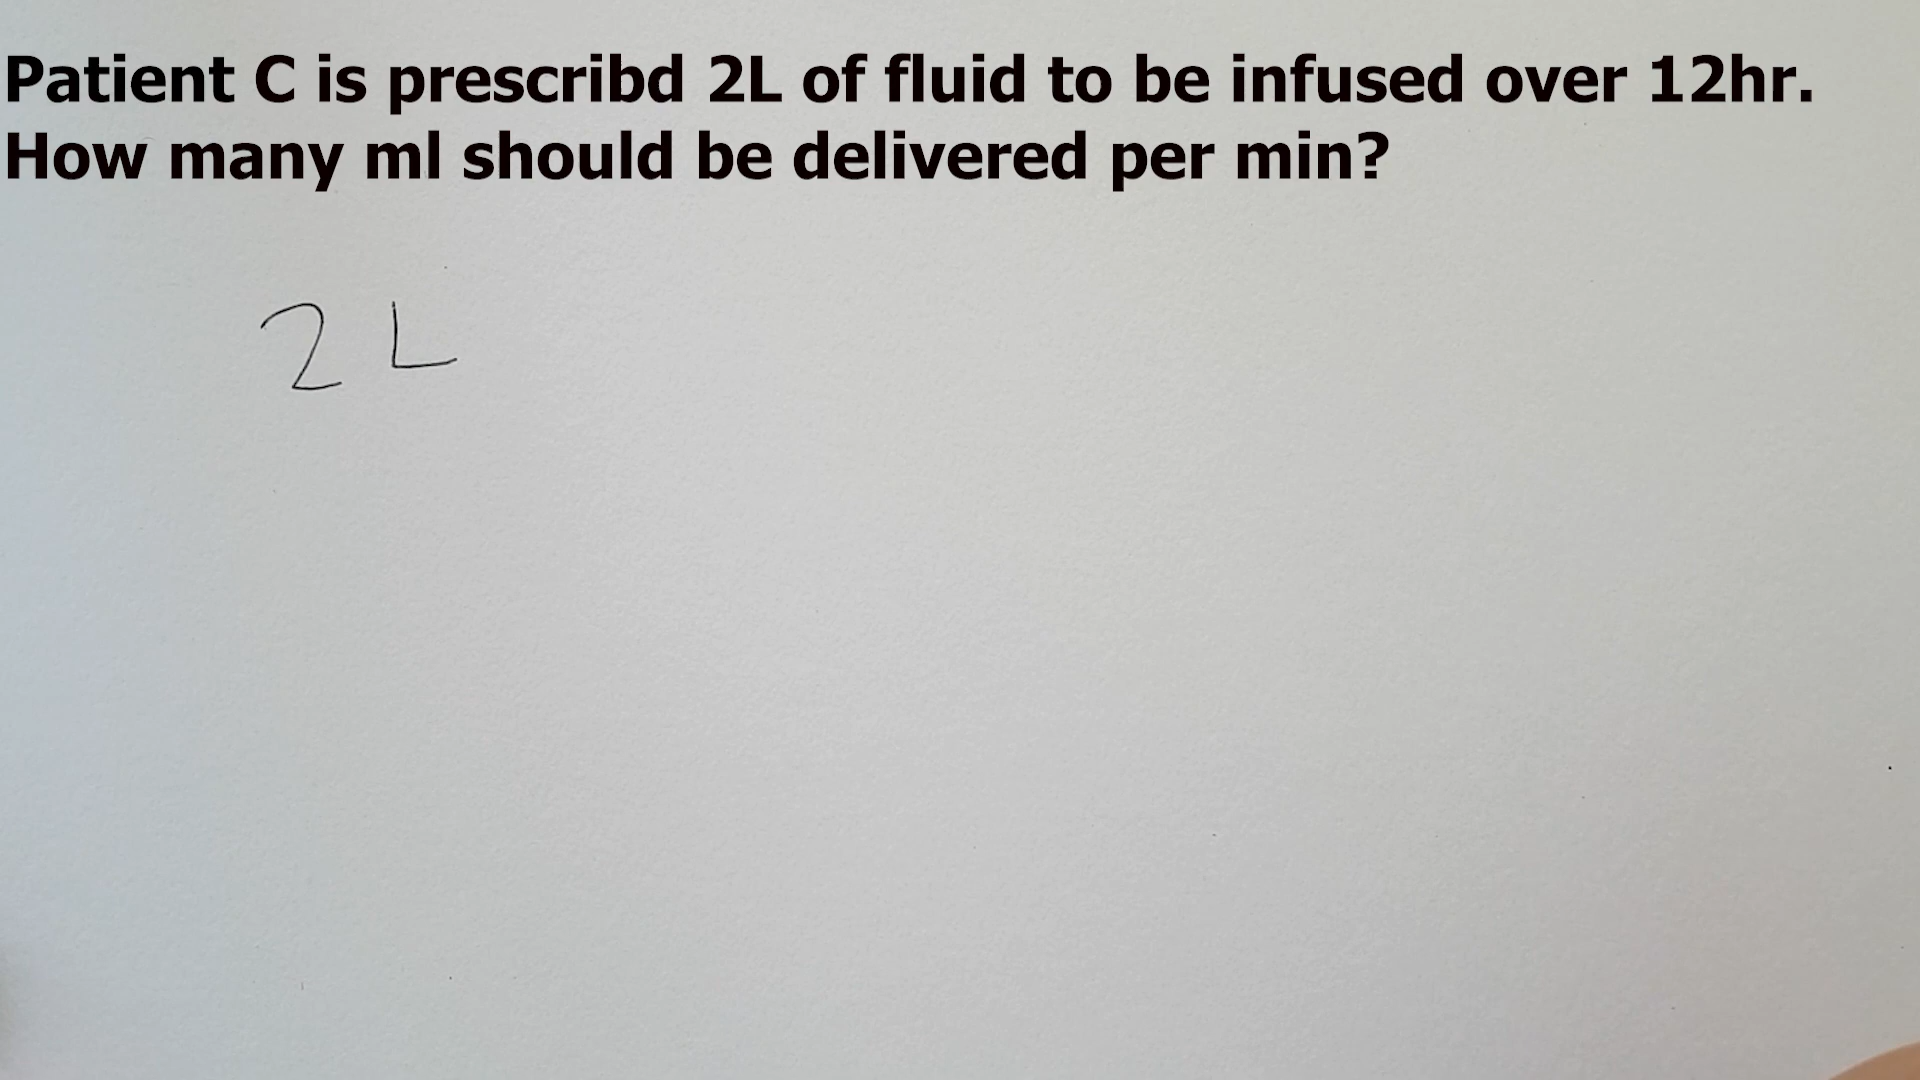 Patient C is prescribd 2L of fluid to be infused over 12hr.
How many ml should be delivered per min?
2 L